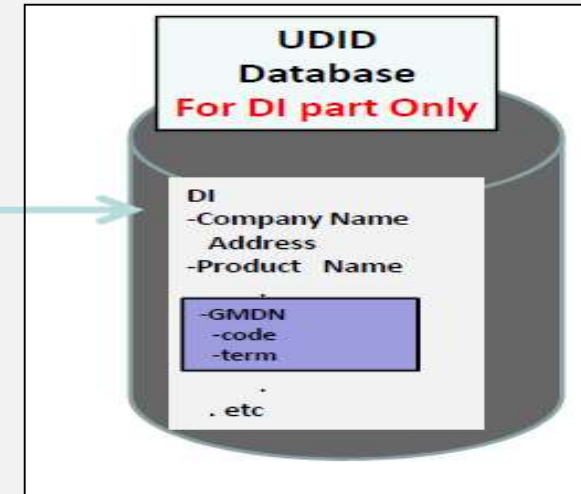 UDID
Database
For DI part Only
DI
-Company Name
Address
-Product Name
.
-GMDN
-code
-term
.
. etc